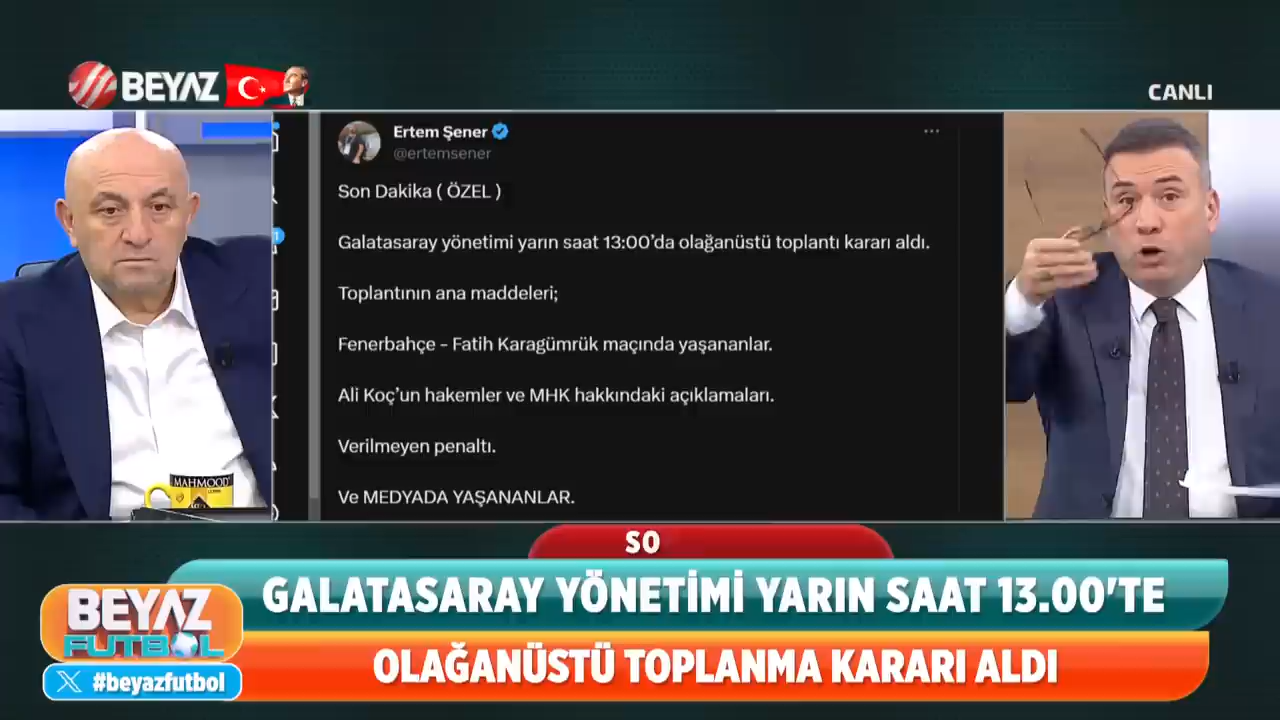 BEYAZ
CANLI
Ertem Şener
@ertemsener
Son Dakika ( ÖZEL )
Galatasaray yönetimi yarın saat 13:00’da olağanüstü toplantı kararı aldı.
Toplantının ana maddeleri;
Fenerbahçe - Fatih Karagümrük maçında yaşananlar.
Ali Koç’un hakemler ve MHK hakkındaki açıklamaları.
Verilmeyen penaltı.
Ve MEDYADA YAŞANANLAR.
1
MAHMOOD
SO
GALATASARAY YÖNETİMİ YARIN SAAT 13.00'TE
OLAĞANÜSTÜ TOPLANMA KARARI ALDI
BEYAZ
FUTBOL
#beyazfutbol